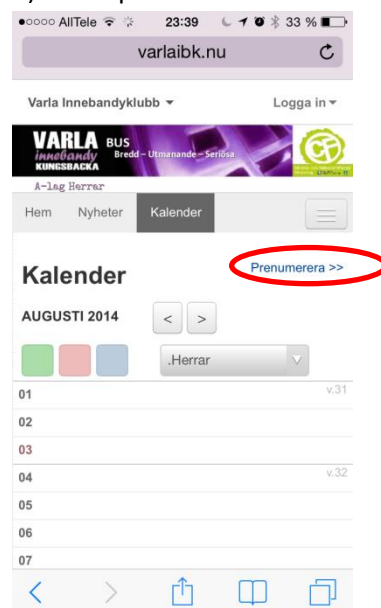 AllTele 23:39 33 %
varlaibk.nu
Varla Innebandyklubb Logga in
VARLA BUS
innebandy Bredd – Utmanande – Seriösa
KUNGSBACKA
A-lag Herrar
Hem Nyheter Kalender
Kalender Prenumerera >>
AUGUSTI 2014 < >
.Herrar
01 v.31
02
03
04 v.32
05
06
07